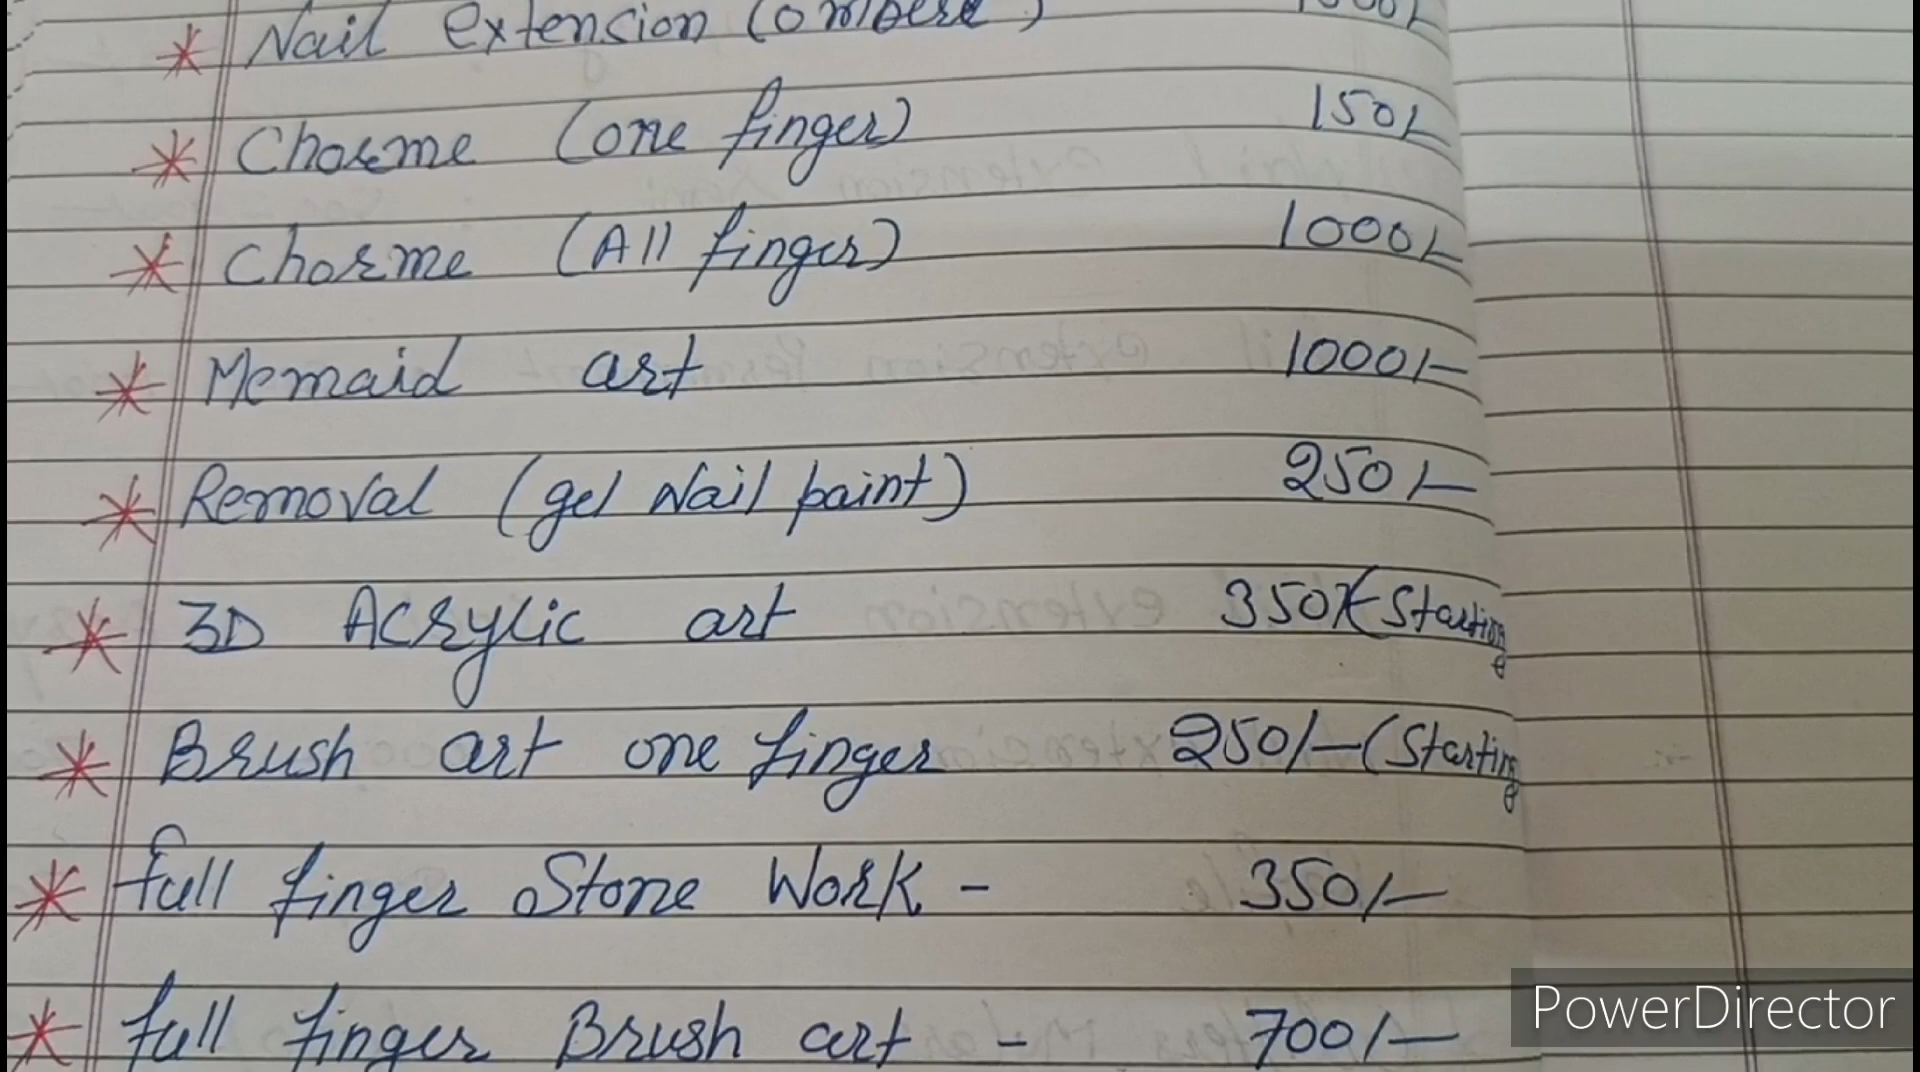 * Nail extension (ombere)
* Chorme (one finger) 150/-
* Chorme (All finger) 1000/-
* Memaid art 1000/-
* Removal (gel Nail paint) 250/-
* 3D Acrylic art 350/-(Starting
* Brush art one finger 250/-(Starting
* full finger Stone Work - 350/-
* full finger Brush art - 700/-
PowerDirector